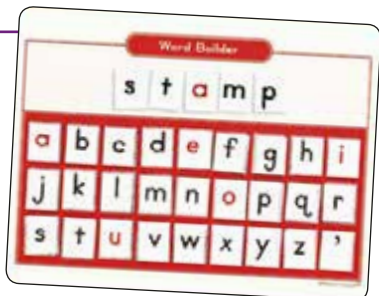 Word Builder
s t a m p
a b c d e f g h i
j k l m n o p q r
s t u v w x y z '